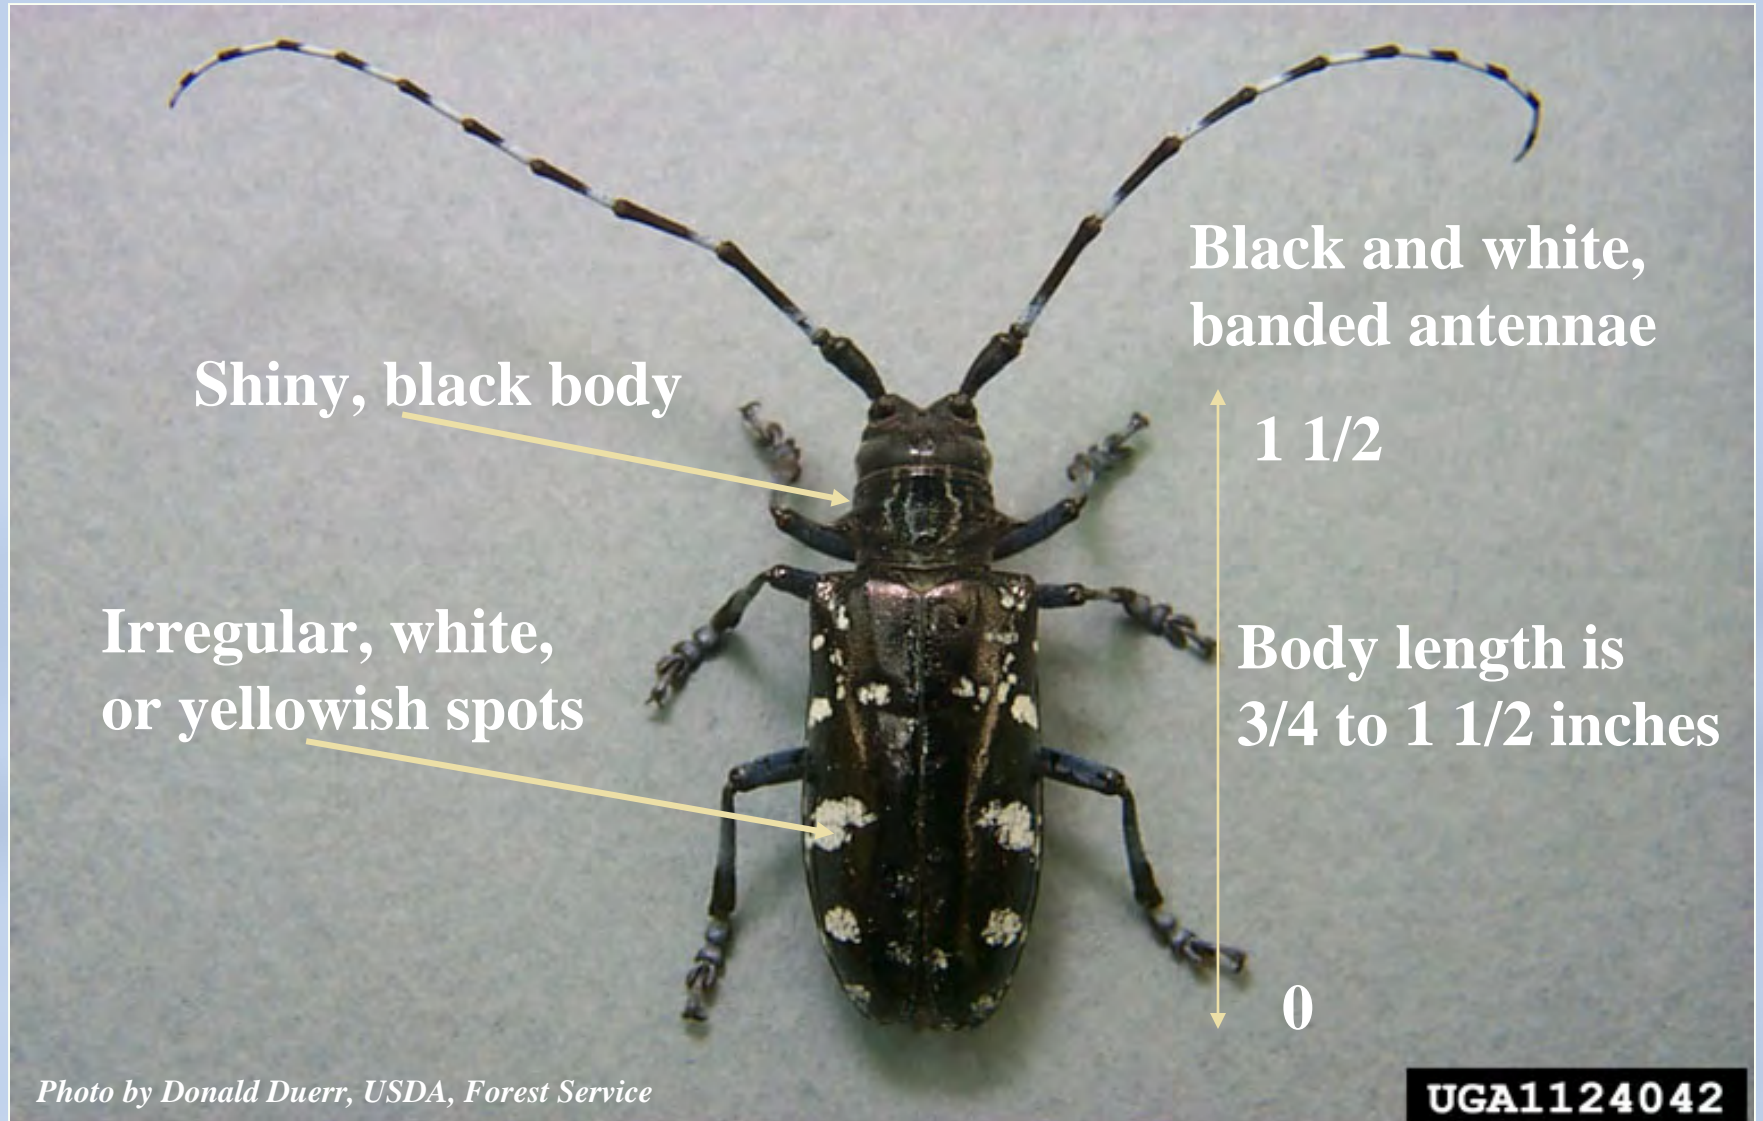 Black and white,
banded antennae
Shiny, black body
1 1/2
Irregular, white,
or yellowish spots
Body length is
3/4 to 1 1/2 inches
0
Photo by Donald Duerr, USDA, Forest Service
UGA1124042